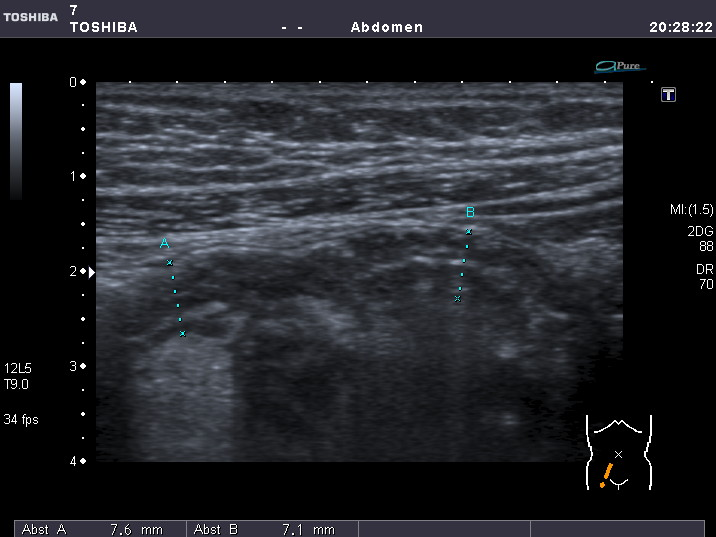 TOSHIBA
7
TOSHIBA - - Abdomen 20:28:22
Pure
T
0
1
2
3
4
A
B
MI:(1.5)
2DG
88
DR
70
12L5
T9.0
34 fps
Abst A 7.6 mm Abst B 7.1 mm